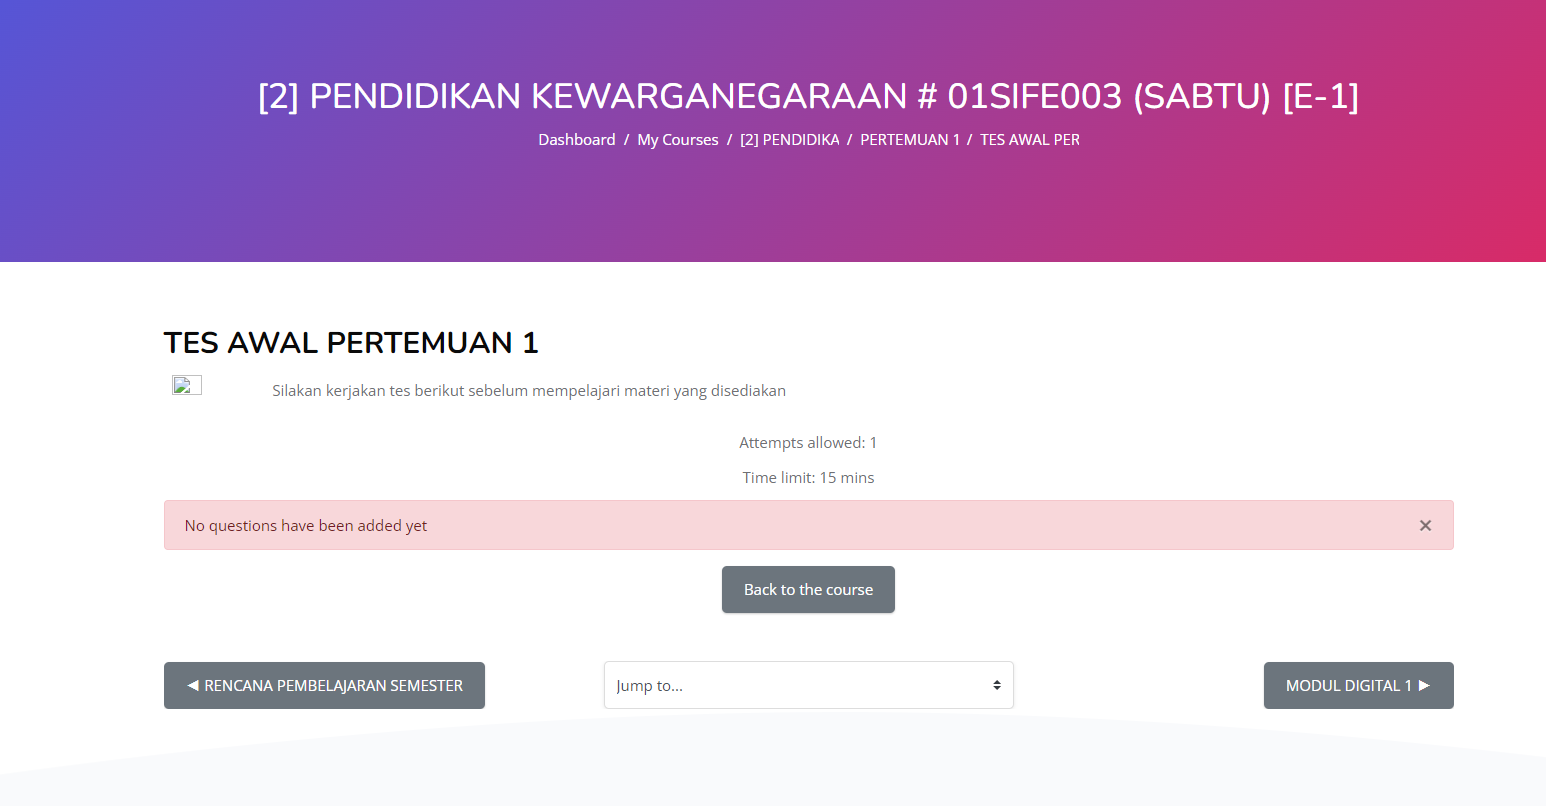 [2] PENDIDIKAN KEWARGANEGARAAN # 01SIFE003 (SABTU) [E-1]
Dashboard / My Courses / [2] PENDIDIKA / PERTEMUAN 1 / TES AWAL PER
TES AWAL PERTEMUAN 1
Silakan kerjakan tes berikut sebelum mempelajari materi yang disediakan
Attempts allowed: 1
Time limit: 15 mins
No questions have been added yet ×
Back to the course
◀ RENCANA PEMBELAJARAN SEMESTER
Jump to...
MODUL DIGITAL 1 ▶